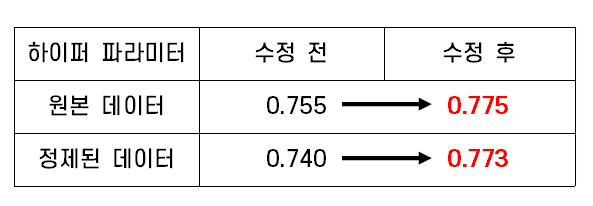 하이퍼 파라미터 수정 전 수정 후
원본 데이터 0.755 0.775
정제된 데이터 0.740 0.773